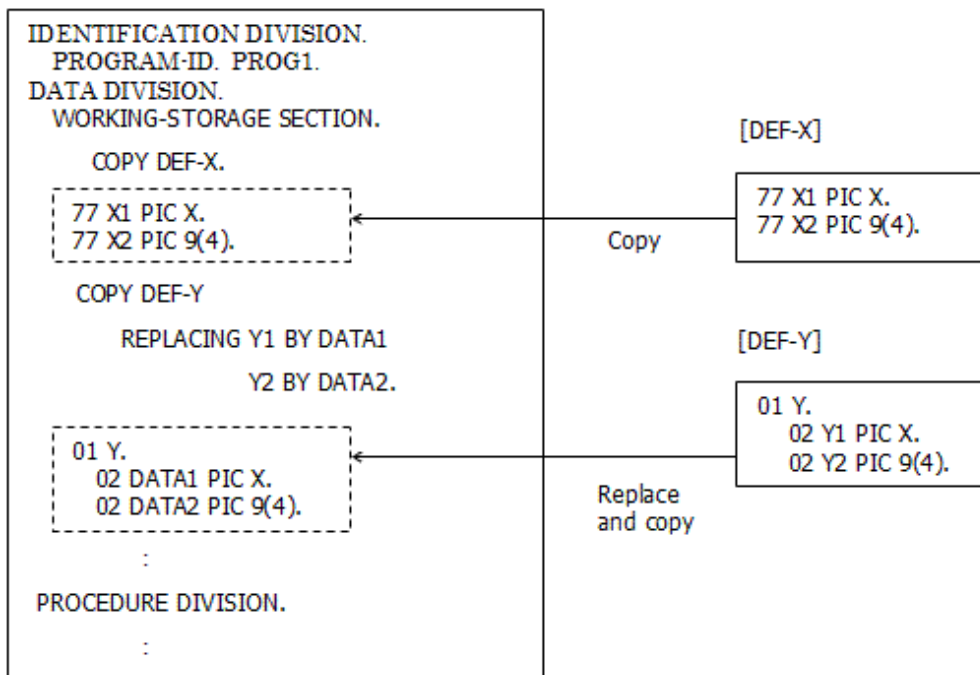 IDENTIFICATION DIVISION.
PROGRAM-ID. PROG1.
DATA DIVISION.
WORKING-STORAGE SECTION.
COPY DEF-X.
77 X1 PIC X.
77 X2 PIC 9(4).
COPY DEF-Y
REPLACING Y1 BY DATA1
Y2 BY DATA2.
01 Y.
02 DATA1 PIC X.
02 DATA2 PIC 9(4).
:
PROCEDURE DIVISION.
:
Copy
Replace
and copy
[DEF-X]
77 X1 PIC X.
77 X2 PIC 9(4).
[DEF-Y]
01 Y.
02 Y1 PIC X.
02 Y2 PIC 9(4).